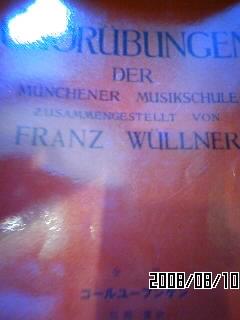 CHORÜBUNGEN
DER
MÜNCHENER MUSIKSCHULE
ZUSAMMENGESTELLT VON
FRANZ WÜLLNER
コールユーブンゲン
2008/08/10